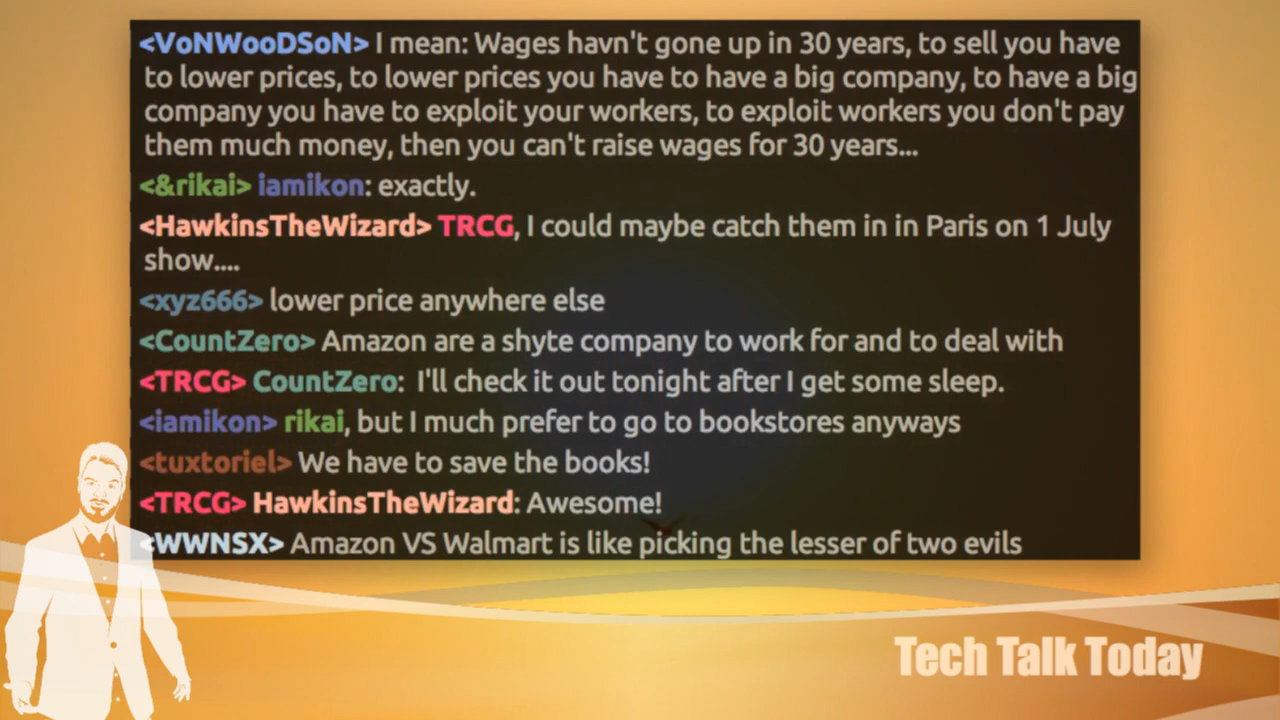 <VoNWooDSoN> I mean: Wages havn't gone up in 30 years, to sell you have
to lower prices, to lower prices you have to have a big company, to have a big
company you have to exploit your workers, to exploit workers you don't pay
them much money, then you can't raise wages for 30 years...
<&rikai> iamikon: exactly.
<HawkinsTheWizard> TRCG, I could maybe catch them in in Paris on 1 July
show....
<xyz666> lower price anywhere else
<CountZero> Amazon are a shyte company to work for and to deal with
<TRCG> CountZero:  I'll check it out tonight after I get some sleep.
<iamikon> rikai, but I much prefer to go to bookstores anyways
<tuxtoriel> We have to save the books!
<TRCG> HawkinsTheWizard: Awesome!
<WWNSX> Amazon VS Walmart is like picking the lesser of two evils
Tech Talk Today